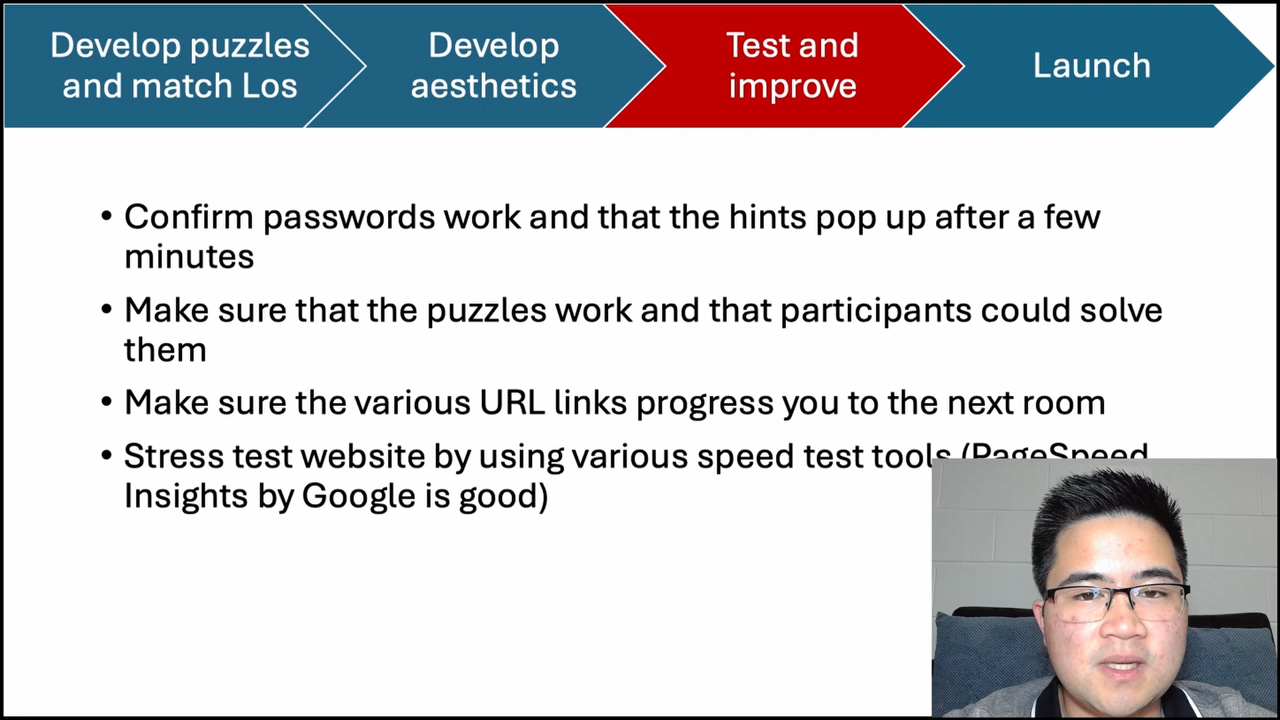 Develop puzzles
and match Los
Develop
aesthetics
Test and
improve
Launch
• Confirm passwords work and that the hints pop up after a few
minutes
• Make sure that the puzzles work and that participants could solve
them
• Make sure the various URL links progress you to the next room
• Stress test website by using various speed test tools (PageSpeed
Insights by Google is good)